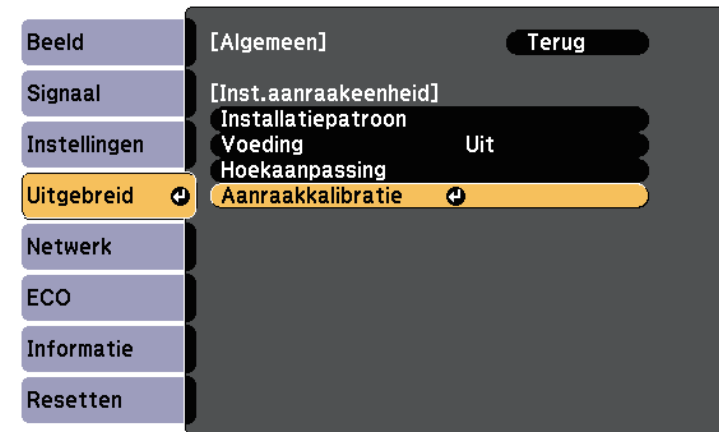 Beeld
Signaal
Instellingen
Uitgebreid
Netwerk
ECO
Informatie
Resetten
[Algemeen] Terug
[Inst.aanraakeenheid]
Installatiepatroon
Voeding Uit
Hoekaanpassing
Aanraakkalibratie